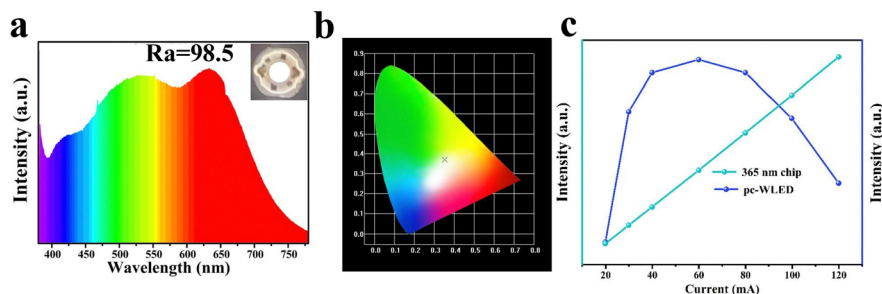 a
Ra=98.5
Intensity (a.u.)
400 450 500 550 600 650 700 750
Wavelength (nm)
b
0.9
0.8
0.7
0.6
0.5
0.4
0.3
0.2
0.1
0.0
0.0 0.1 0.2 0.3 0.4 0.5 0.6 0.7 0.8
c
Intensity (a.u.)
365 nm chip
pc-WLED
Intensity (a.u.)
20 40 60 80 100 120
Current (mA)